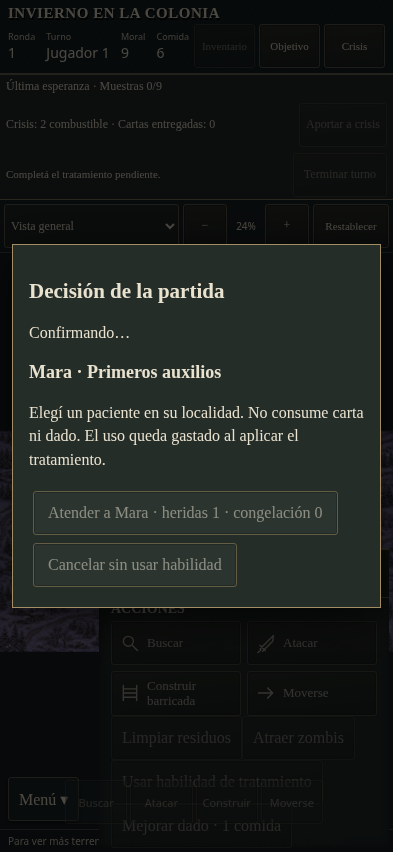 INVIERNO EN LA COLONIA
Ronda Turno Moral Comida
1 Jugador 1 9 6
Inventario Objetivo Crisis
Última esperanza · Muestras 0/9
Crisis: 2 combustible · Cartas entregadas: 0
Aportar a crisis
Completá el tratamiento pendiente.
Terminar turno
Vista general − 24% + Restablecer
Decisión de la partida
Confirmando…
Mara · Primeros auxilios
Elegí un paciente en su localidad. No consume carta
ni dado. El uso queda gastado al aplicar el
tratamiento.
Atender a Mara · heridas 1 · congelación 0
Cancelar sin usar habilidad
ACCIONES
Buscar Atacar
Construir
barricada
Moverse
Limpiar residuos Atraer zombis
Usar habilidad de tratamiento
Menú ▾ Buscar Atacar Construir Moverse
Mejorar dado · 1 comida
Para ver más terrer